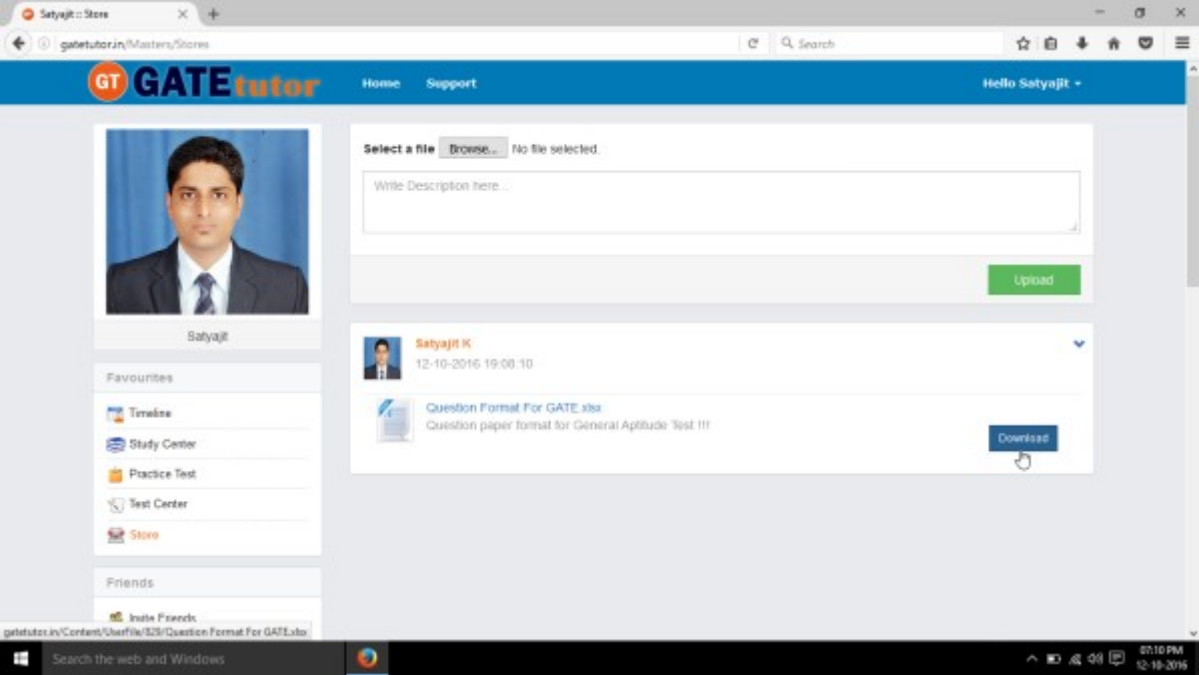 Satyajit :: Store
gatetutor.in/Masters/Stores
Search
GT GATEtutor
Home
Support
Hello Satyajit
Select a file Browse... No file selected.
Write Description here...
Upload
Satyajit
Satyajit K
12-10-2016 19:08:10
Question Format For GATE.xlsx
Question paper format for General Aptitude Test !!!
Download
Favourites
Timeline
Study Center
Practice Test
Test Center
Store
Friends
Invite Friends
gatetutor.in/Content/UserFile/829/Question Format For GATE.xlsx
Search the web and Windows
07:10 PM
12-10-2016